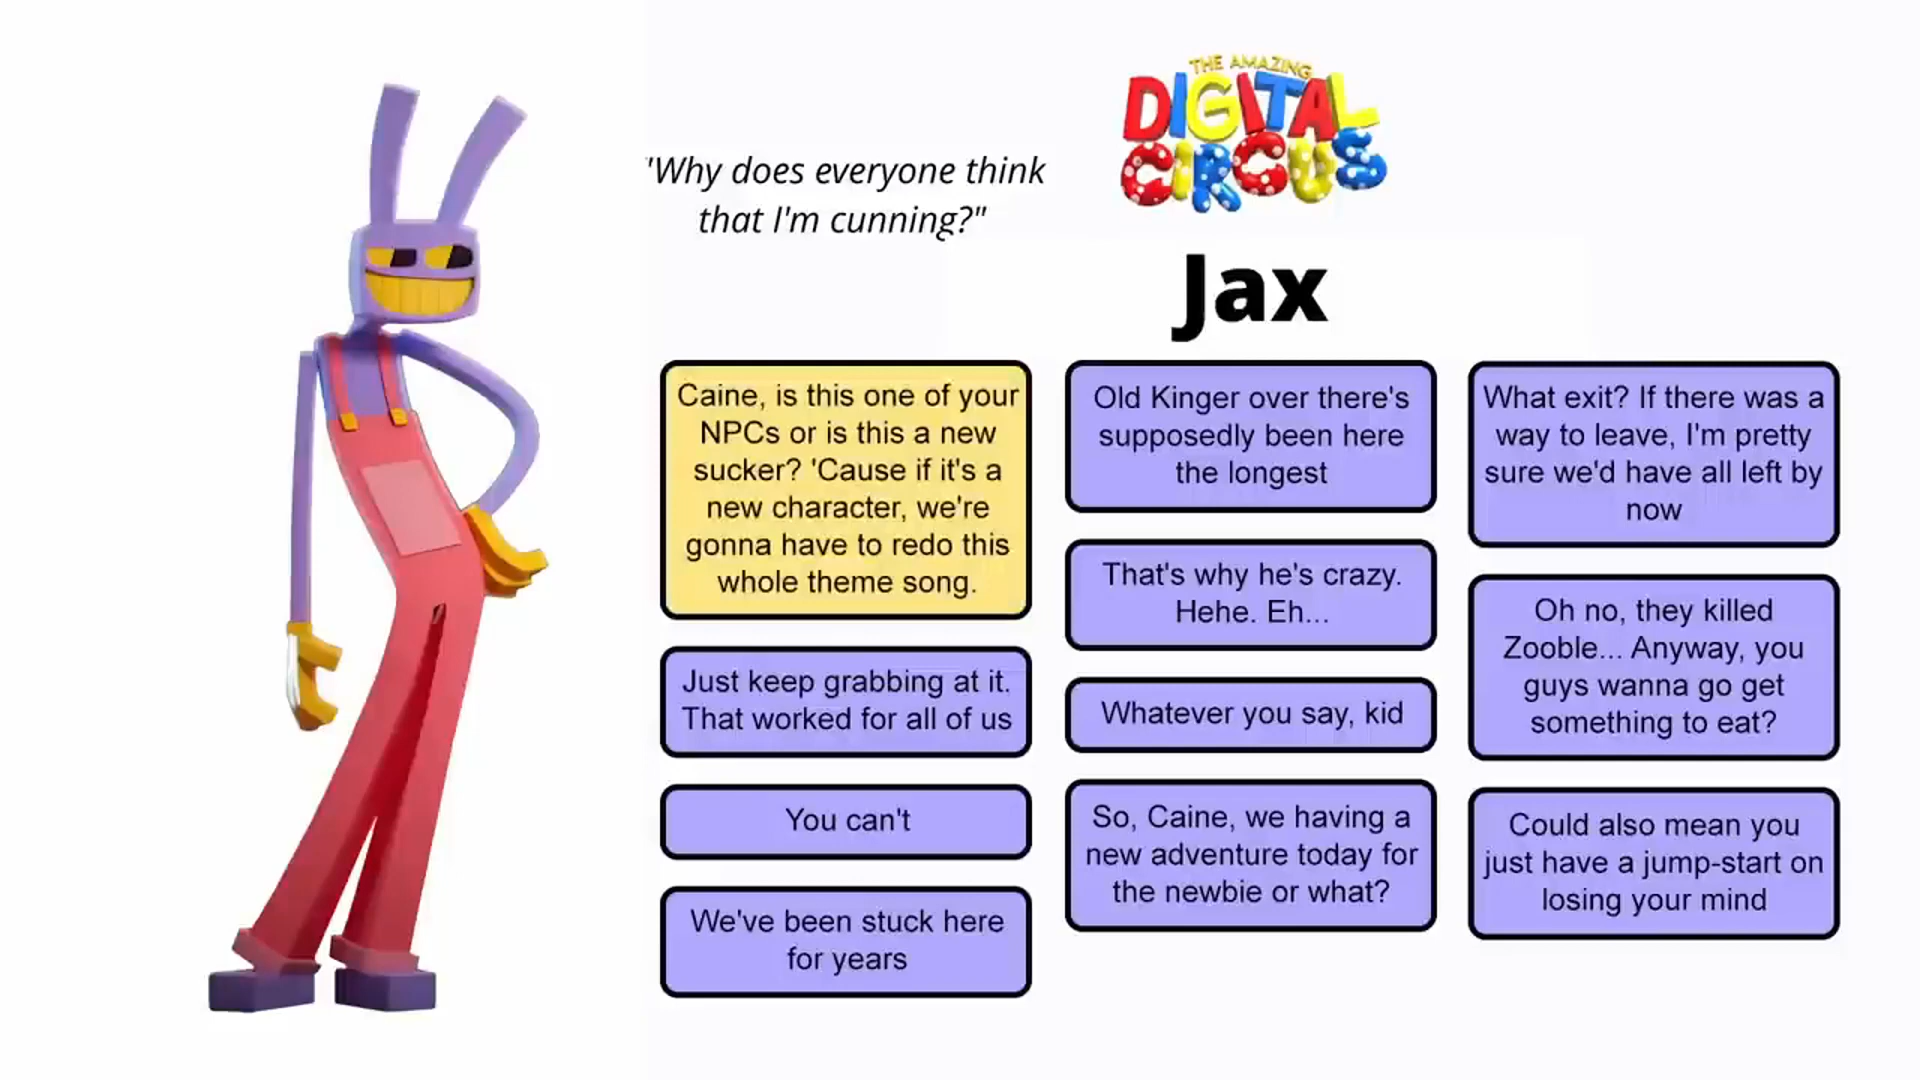 "Why does everyone think
that I'm cunning?"
THE AMAZING
DIGITAL
CIRCUS
Jax
Caine, is this one of your
NPCs or is this a new
sucker? 'Cause if it's a
new character, we're
gonna have to redo this
whole theme song.
Just keep grabbing at it.
That worked for all of us
You can't
We've been stuck here
for years
Old Kinger over there's
supposedly been here
the longest
That's why he's crazy.
Hehe. Eh...
Whatever you say, kid
So, Caine, we having a
new adventure today for
the newbie or what?
What exit? If there was a
way to leave, I'm pretty
sure we'd have all left by
now
Oh no, they killed
Zooble... Anyway, you
guys wanna go get
something to eat?
Could also mean you
just have a jump-start on
losing your mind